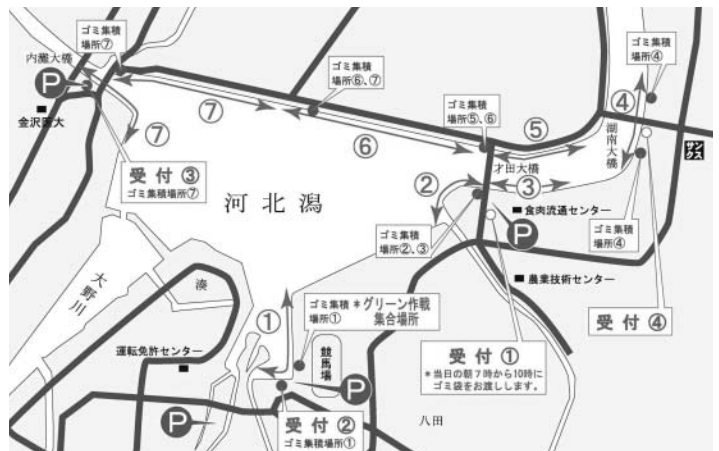 ゴミ集積
場所⑦
内灘大橋
P
金沢医大
⑦
⑦
受付 ③
ゴミ集積場所⑦
ゴミ集積
場所⑥、⑦
⑥
ゴミ集積
場所⑤、⑥
⑤
ゴミ集積
場所④
④
湖南大橋
サンクス
才田大橋
②
③
河北潟
ゴミ集積
場所②、③
食肉流通センター
P
ゴミ集積
場所④
農業技術センター
受付 ④
大野川
湊
①
ゴミ集積
場所①
*グリーン作戦
集合場所
競馬場
運転免許センター
P
P
受付 ②
ゴミ集積場所①
受付 ①
*当日の朝7時から10時に
ゴミ袋をお渡しします。
八田